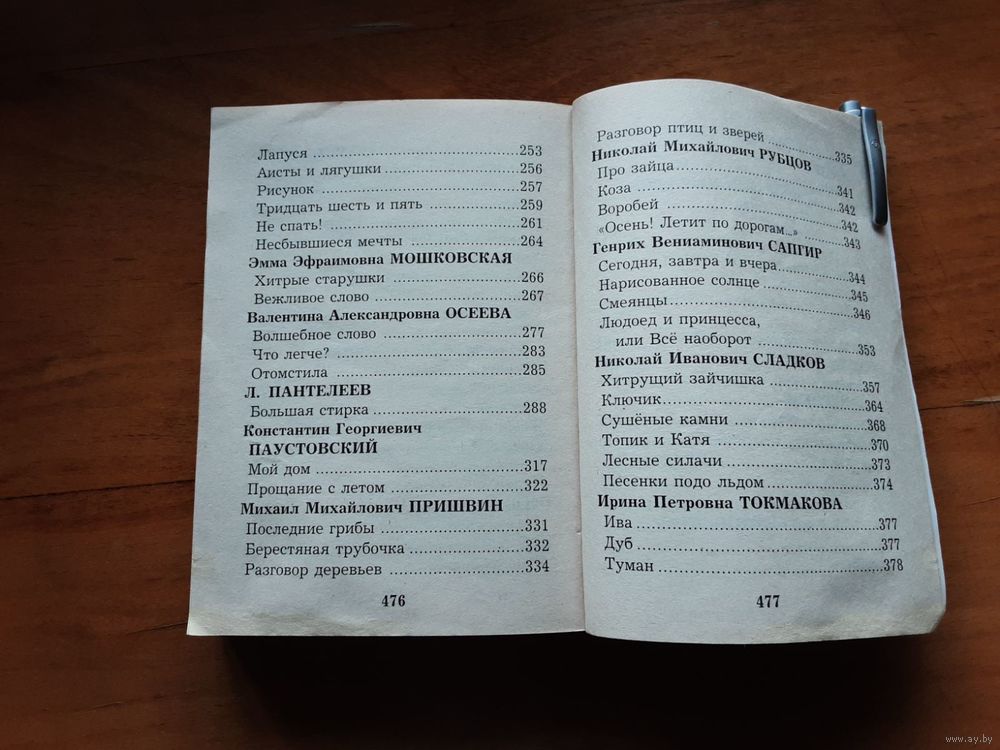 Лапуся ........ 253
Аисты и лягушки ........ 256
Рисунок ........ 257
Тридцать шесть и пять ........ 259
Не спать! ........ 261
Несбывшиеся мечты ........ 264
Эмма Эфраимовна МОШКОВСКАЯ
Хитрые старушки ........ 266
Вежливое слово ........ 267
Валентина Александровна ОСЕЕВА
Волшебное слово ........ 277
Что легче? ........ 283
Отомстила ........ 285
Л. ПАНТЕЛЕЕВ
Большая стирка ........ 288
Константин Георгиевич
ПАУСТОВСКИЙ
Мой дом ........ 317
Прощание с летом ........ 322
Михаил Михайлович ПРИШВИН
Последние грибы ........ 331
Берестяная трубочка ........ 332
Разговор деревьев ........ 334
476
Разговор птиц и зверей ........ 335
Николай Михайлович РУБЦОВ
Про зайца ........ 341
Коза ........ 342
Воробей ........ 342
«Осень! Летит по дорогам...» ........ 343
Генрих Вениаминович САПГИР
Сегодня, завтра и вчера ........ 344
Нарисованное солнце ........ 345
Смеянцы ........ 346
Людоед и принцесса,
или Всё наоборот ........ 353
Николай Иванович СЛАДКОВ
Хитрущий зайчишка ........ 357
Ключик ........ 364
Сушёные камни ........ 368
Топик и Катя ........ 370
Лесные силачи ........ 373
Песенки подо льдом ........ 374
Ирина Петровна ТОКМАКОВА
Ива ........ 377
Дуб ........ 377
Туман ........ 378
477
www.ay.by